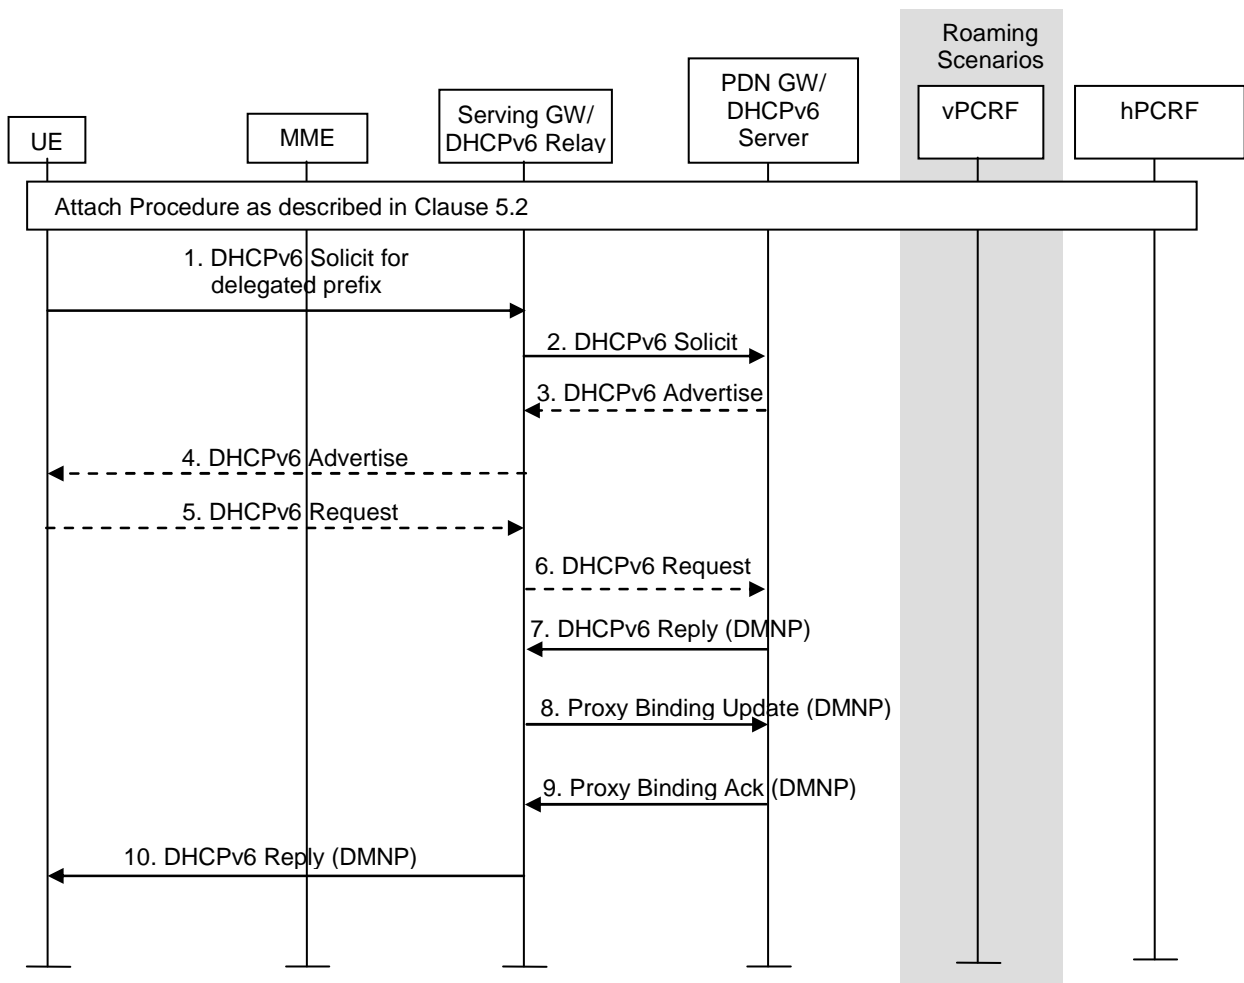 Roaming
Scenarios
UE
MME
Serving GW/
DHCPv6 Relay
PDN GW/
DHCPv6
Server
vPCRF
hPCRF
Attach Procedure as described in Clause 5.2
1. DHCPv6 Solicit for
delegated prefix
2. DHCPv6 Solicit
3. DHCPv6 Advertise
4. DHCPv6 Advertise
5. DHCPv6 Request
6. DHCPv6 Request
7. DHCPv6 Reply (DMNP)
8. Proxy Binding Update (DMNP)
9. Proxy Binding Ack (DMNP)
10. DHCPv6 Reply (DMNP)